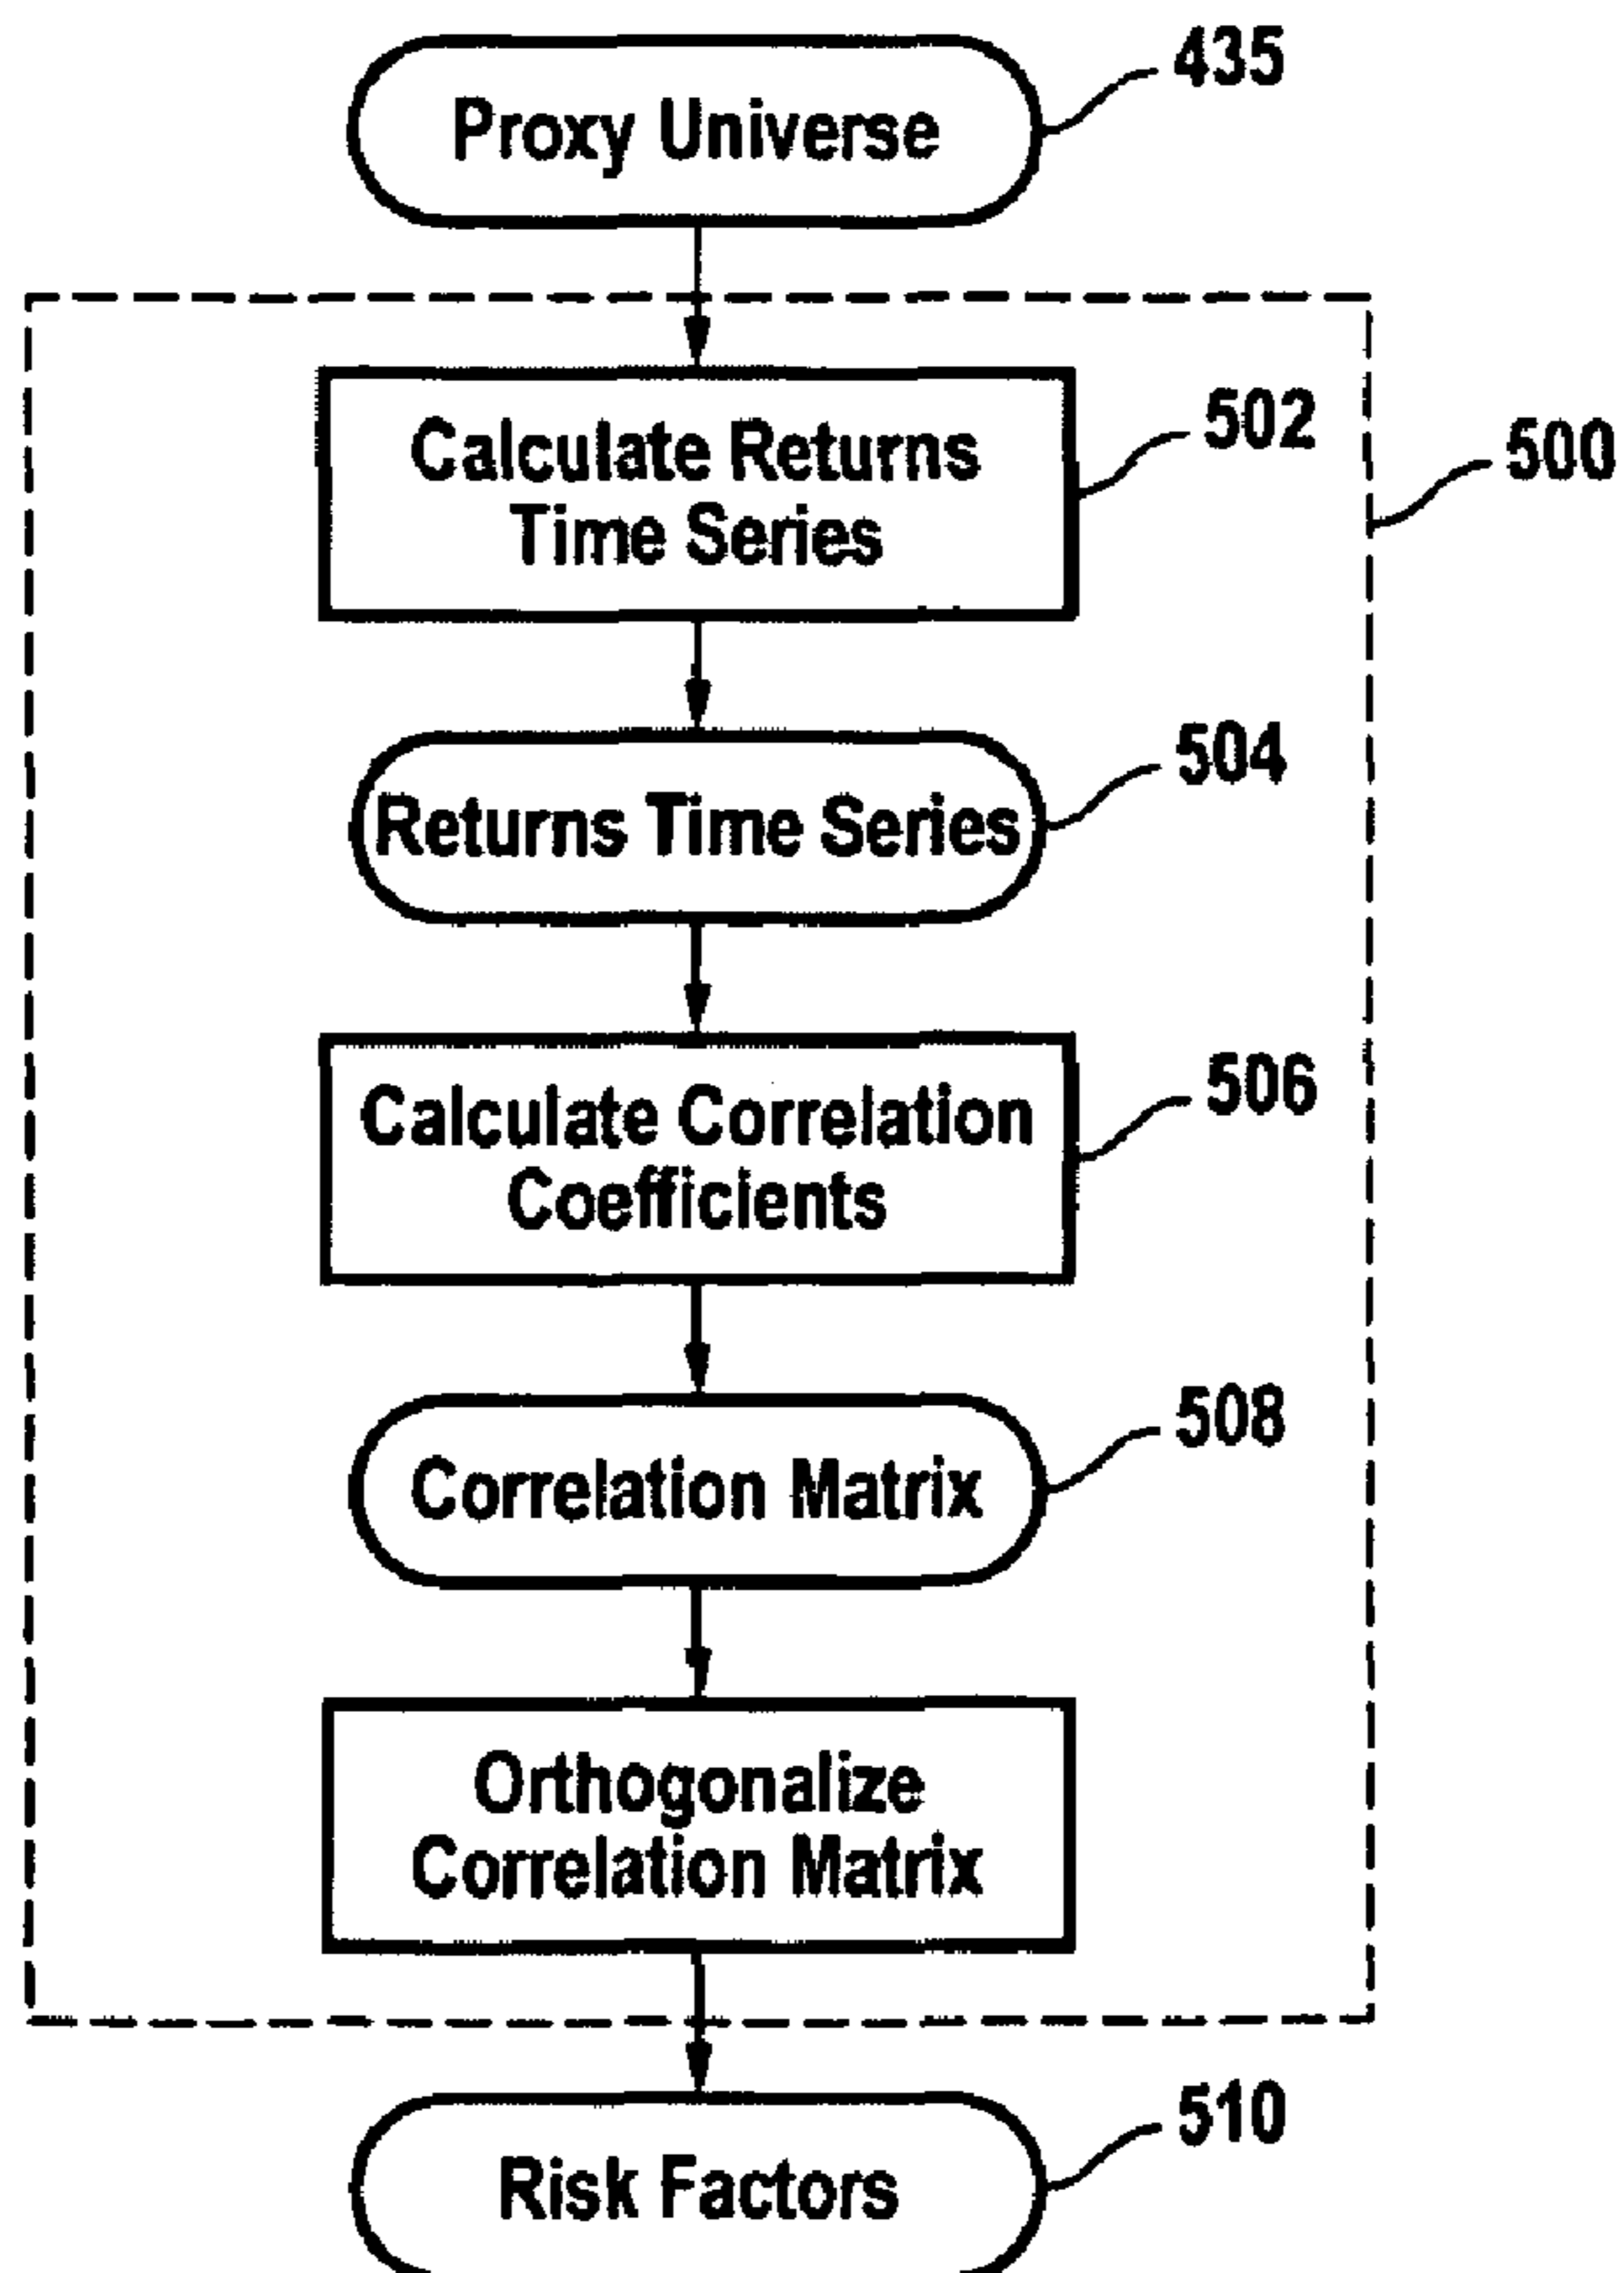 435
Proxy Universe
502
Calculate Returns
Time Series
500
504
Returns Time Series
506
Calculate Correlation
Coefficients
508
Correlation Matrix
Orthogonalize
Correlation Matrix
510
Risk Factors